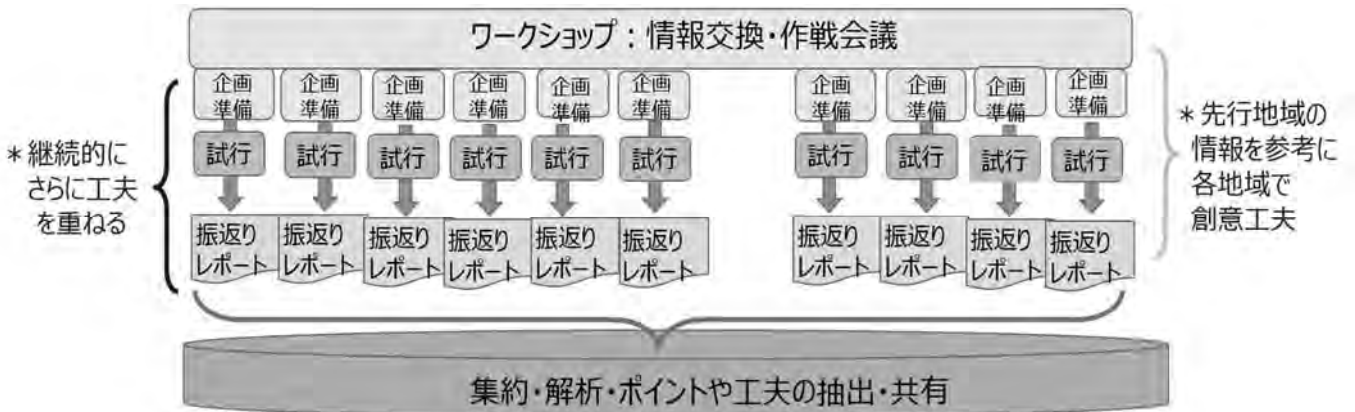 ワークショップ：情報交換・作戦会議
企画
準備
企画
準備
企画
準備
企画
準備
企画
準備
企画
準備
企画
準備
企画
準備
企画
準備
企画
準備
試行
試行
試行
試行
試行
試行
試行
試行
試行
試行
＊継続的に
さらに工夫
を重ねる
＊先行地域の
情報を参考に
各地域で
創意工夫
振返り
レポート
振返り
レポート
振返り
レポート
振返り
レポート
振返り
レポート
振返り
レポート
振返り
レポート
振返り
レポート
振返り
レポート
振返り
レポート
集約・解析・ポイントや工夫の抽出・共有